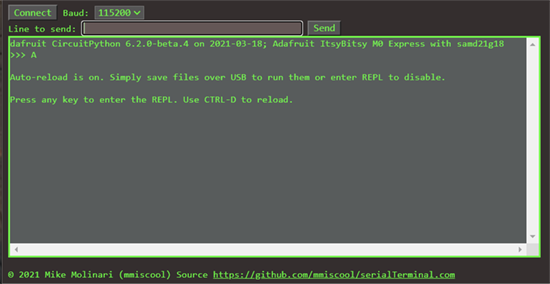 Connect Baud: 115200
Line to send: Send
dafruit CircuitPython 6.2.0-beta.4 on 2021-03-18; Adafruit ItsyBitsy M0 Express with samd21g18
>>> A
Auto-reload is on. Simply save files over USB to run them or enter REPL to disable.
Press any key to enter the REPL. Use CTRL-D to reload.
© 2021 Mike Molinari (mmiscool) Source https://github.com/mmiscool/serialTerminal.com